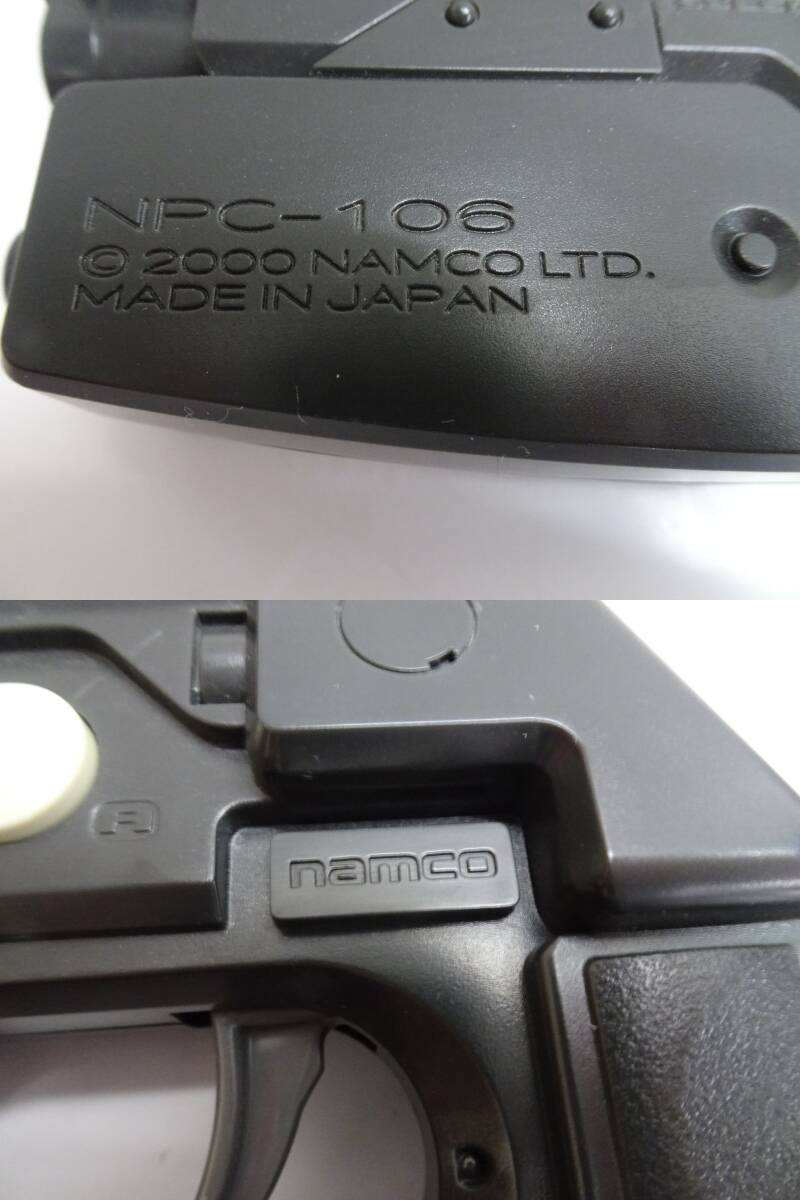 NPC-106
© 2000 NAMCO LTD.
MADE IN JAPAN
A
namco